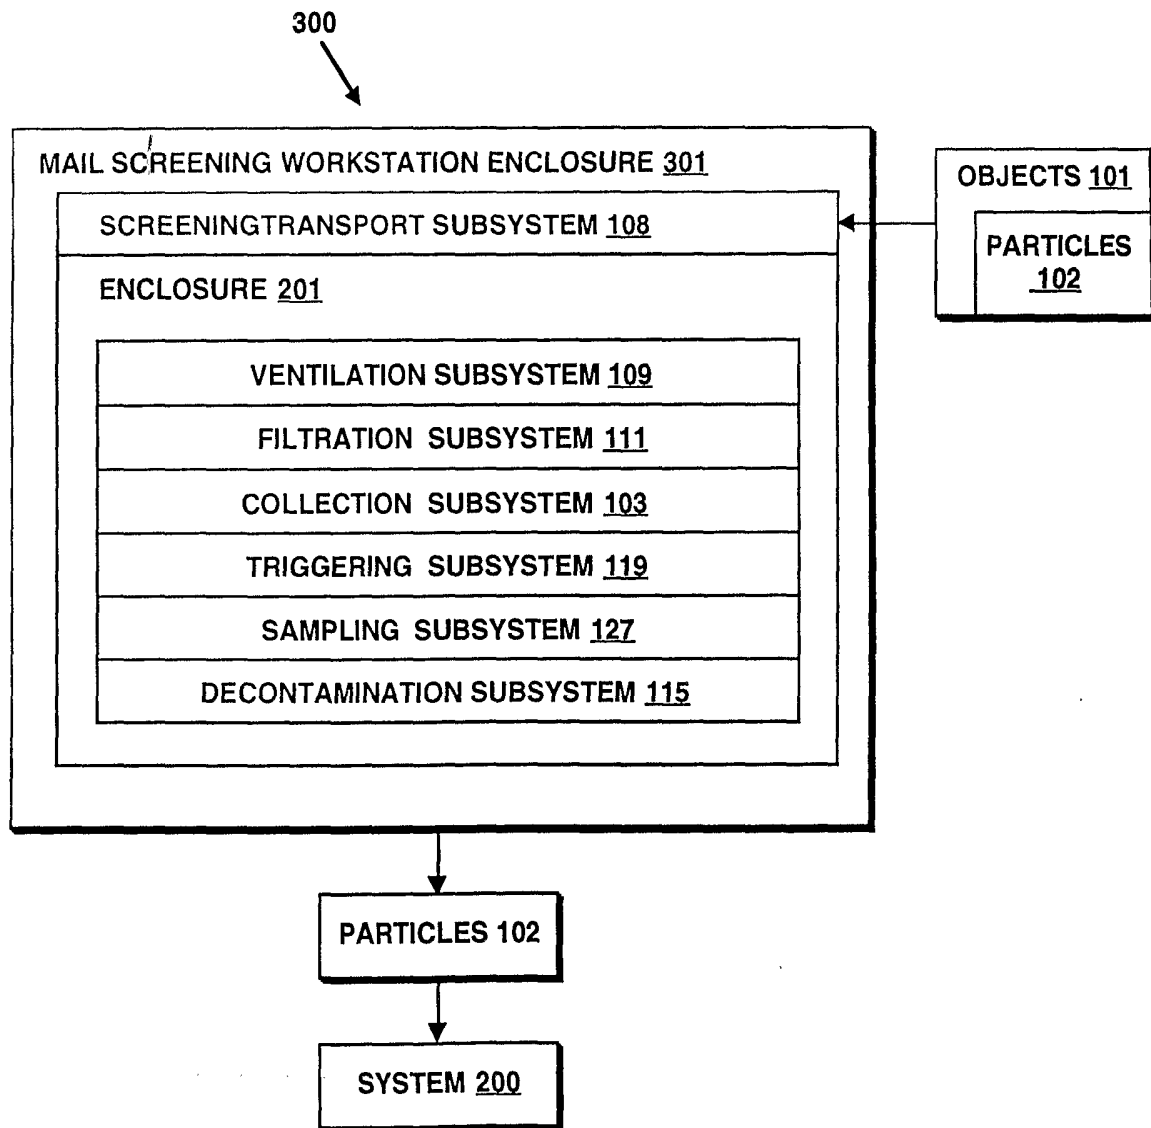 300
MAIL SCREENING WORKSTATION ENCLOSURE 301
OBJECTS 101
SCREENINGTRANSPORT SUBSYSTEM 108
PARTICLES
102
ENCLOSURE 201
VENTILATION SUBSYSTEM 109
FILTRATION SUBSYSTEM 111
COLLECTION SUBSYSTEM 103
TRIGGERING SUBSYSTEM 119
SAMPLING SUBSYSTEM 127
DECONTAMINATION SUBSYSTEM 115
PARTICLES 102
SYSTEM 200